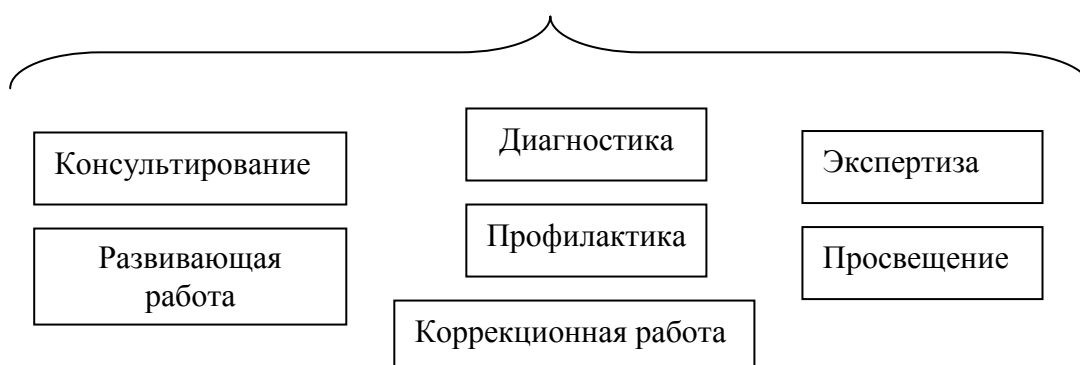 Консультирование
Диагностика
Экспертиза
Развивающая
работа
Профилактика
Просвещение
Коррекционная работа